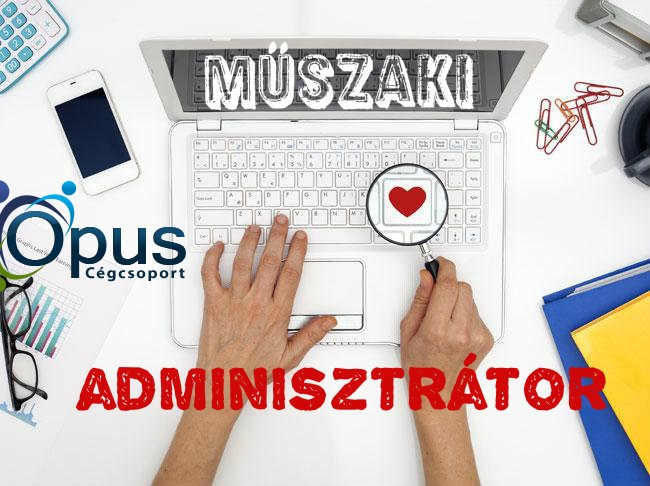 MŰSZAKI
Opus
Cégcsoport
ADMINISZTRÁTOR